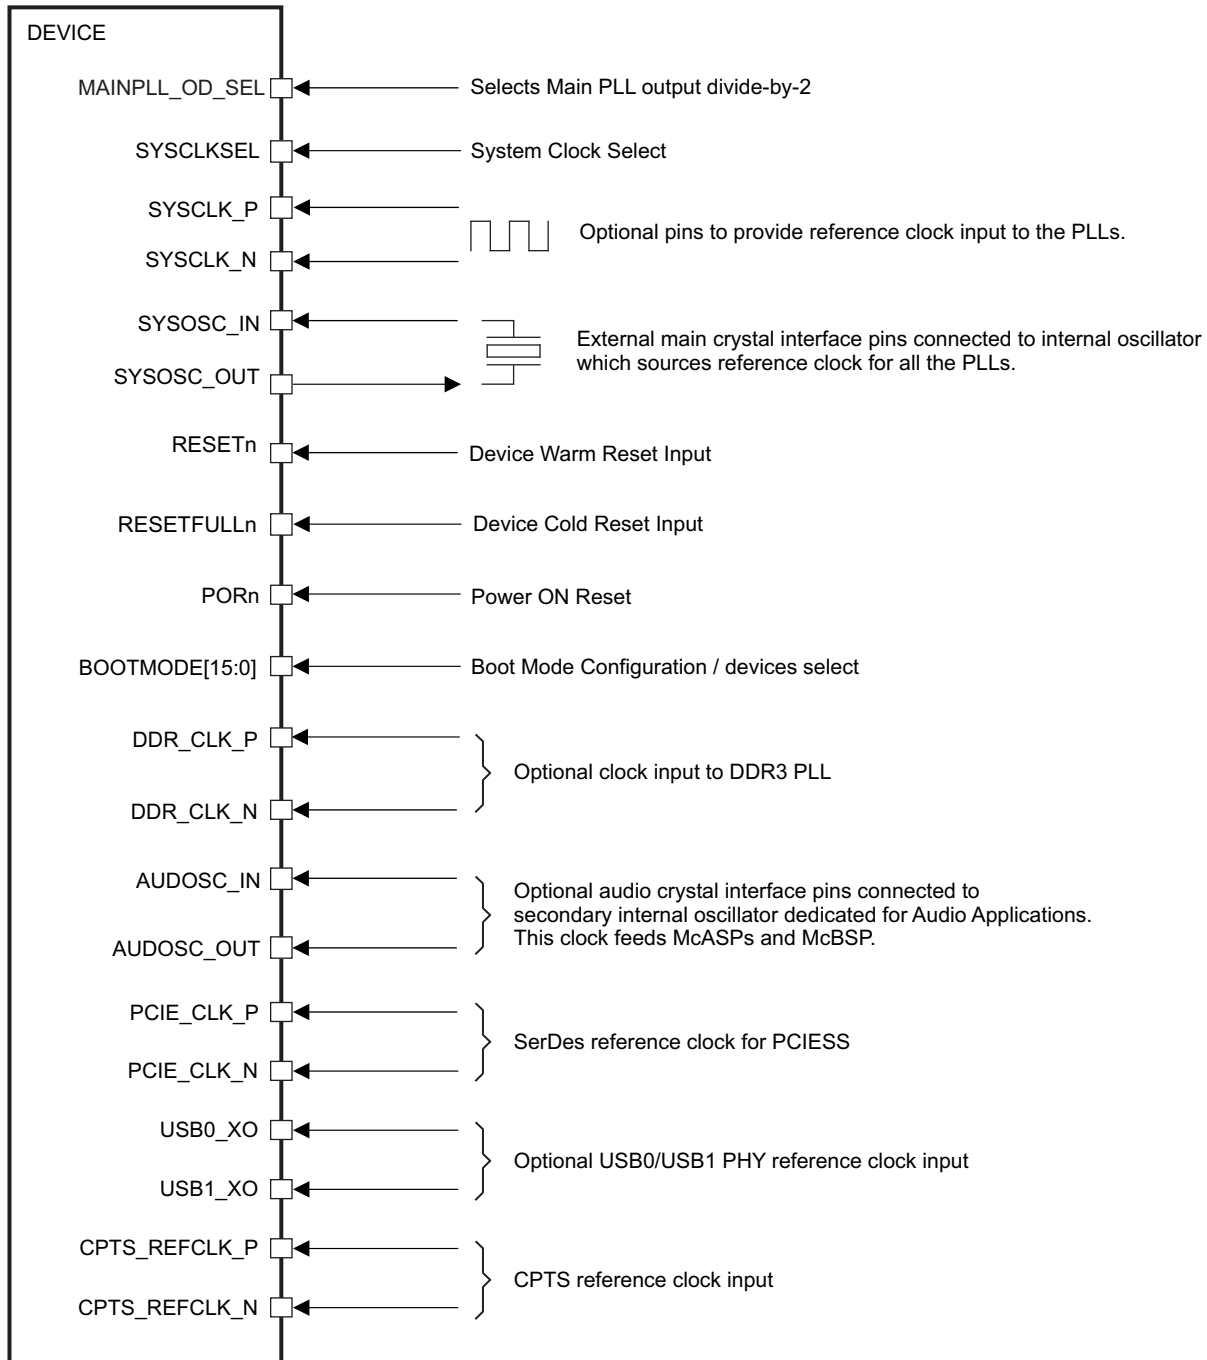 DEVICE
MAINPLL_OD_SEL
Selects Main PLL output divide-by-2
SYSCLKSEL
System Clock Select
SYSCLK_P
Optional pins to provide reference clock input to the PLLs.
SYSCLK_N
SYSOSC_IN
External main crystal interface pins connected to internal oscillator
which sources reference clock for all the PLLs.
SYSOSC_OUT
RESETn
Device Warm Reset Input
RESETFULLn
Device Cold Reset Input
PORn
Power ON Reset
BOOTMODE[15:0]
Boot Mode Configuration / devices select
DDR_CLK_P
Optional clock input to DDR3 PLL
DDR_CLK_N
AUDOSC_IN
Optional audio crystal interface pins connected to
secondary internal oscillator dedicated for Audio Applications.
This clock feeds McASPs and McBSP.
AUDOSC_OUT
PCIE_CLK_P
SerDes reference clock for PCIESS
PCIE_CLK_N
USB0_XO
Optional USB0/USB1 PHY reference clock input
USB1_XO
CPTS_REFCLK_P
CPTS reference clock input
CPTS_REFCLK_N